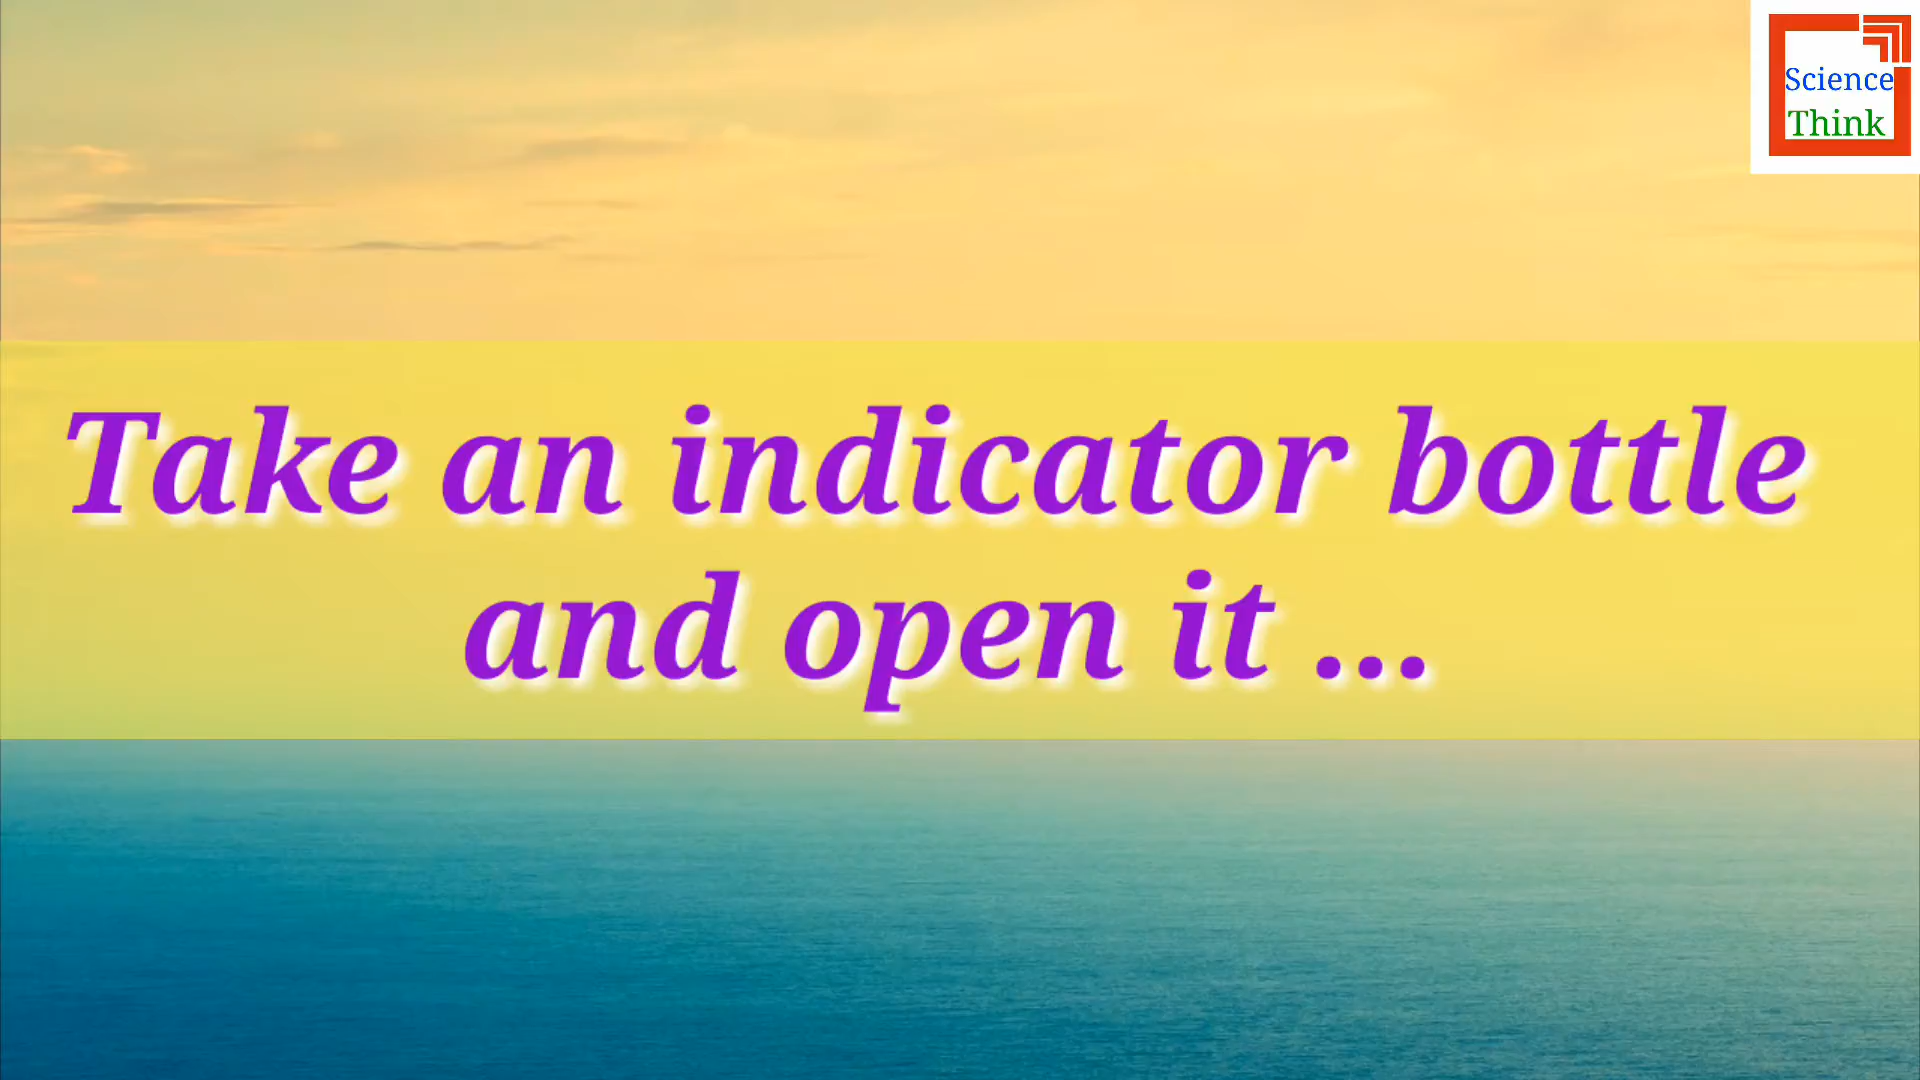 Science
Think
Take an indicator bottle
and open it ...